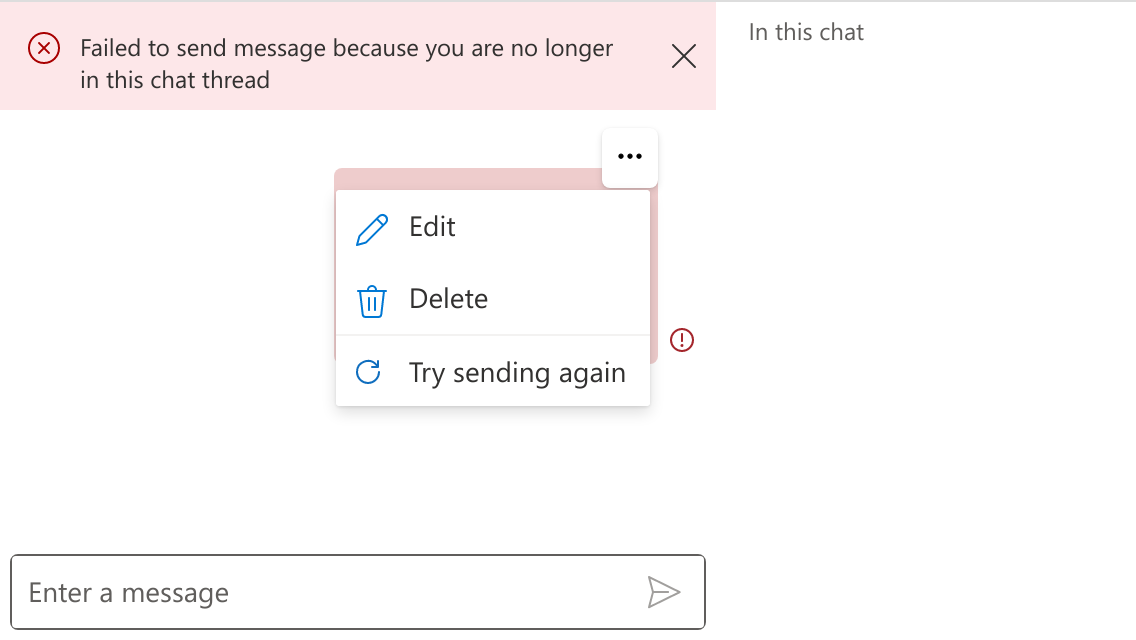 Failed to send message because you are no longer
in this chat thread
In this chat
Edit
Delete
Try sending again
Enter a message